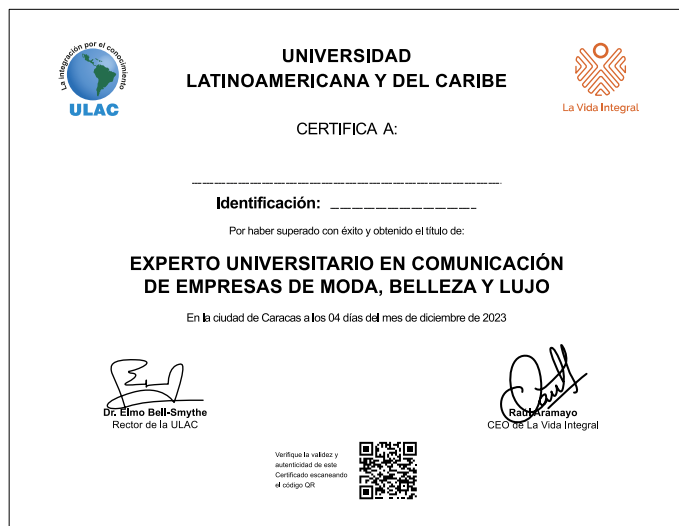 La integración por el conocimiento
ULAC
UNIVERSIDAD
LATINOAMERICANA Y DEL CARIBE
La Vida Integral
CERTIFICA A:
Identificación:
Por haber superado con éxito y obtenido el título de:
EXPERTO UNIVERSITARIO EN COMUNICACIÓN
DE EMPRESAS DE MODA, BELLEZA Y LUJO
En la ciudad de Caracas a los 04 días del mes de diciembre de 2023
Dr. Elmo Bell-Smythe
Rector de la ULAC
Raúl Aramayo
CEO de La Vida Integral
Verifique la validez y
autenticidad de este
Certificado escaneando
el código QR